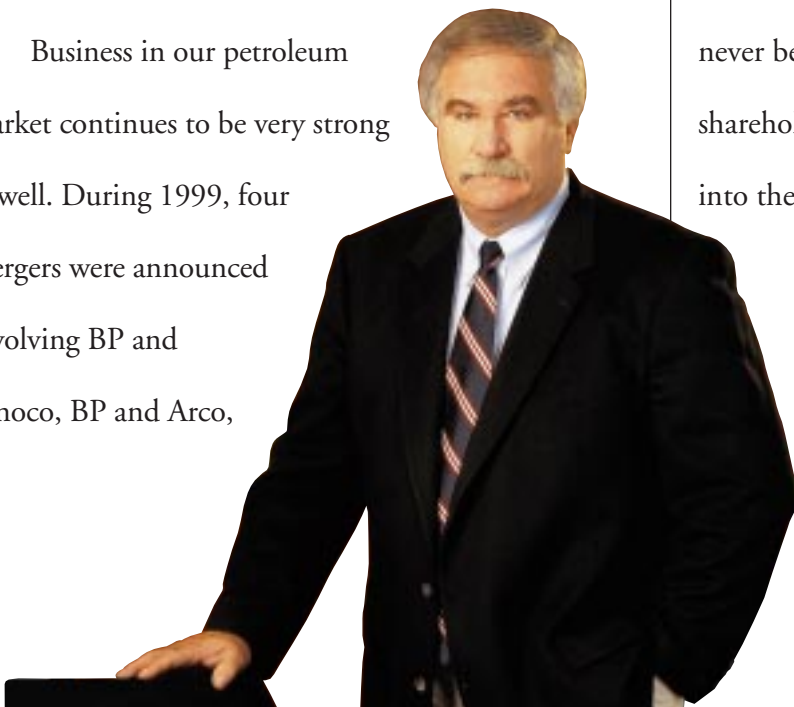 Business in our petroleum
arket continues to be very strong
well. During 1999, four
ergers were announced
volving BP and
noco, BP and Arco,
never be
sharehol
into the